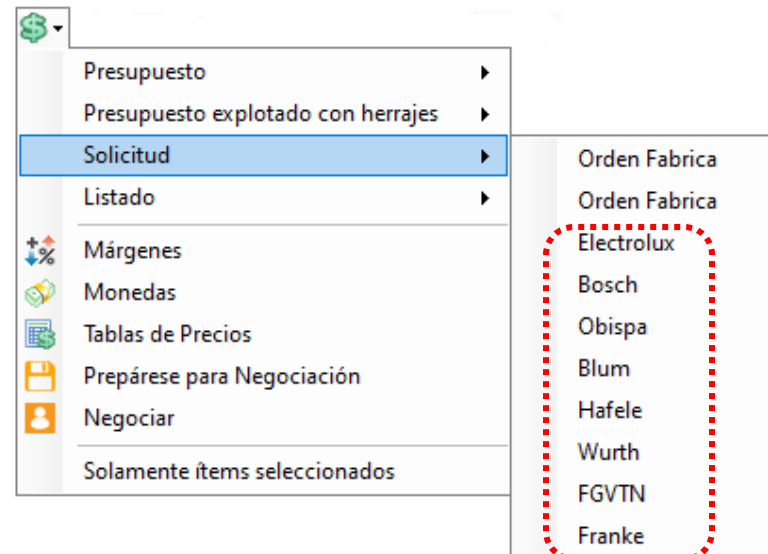 Presupuesto
Presupuesto explotado con herrajes
Solicitud
Listado
Márgenes
Monedas
Tablas de Precios
Prepárese para Negociación
Negociar
Solamente ítems seleccionados
Orden Fabrica
Orden Fabrica
Electrolux
Bosch
Obispa
Blum
Hafele
Wurth
FGVTN
Franke